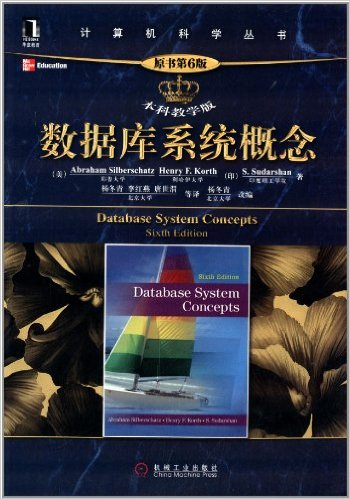 计算机科学丛书
华章教育
Education
原书第6版
本科教学版
数据库系统概念
(美) Abraham Silberschatz Henry F. Korth (印) S. Sudarshan 著
耶鲁大学 理哈伊大学 印度理工学院
杨冬青 李红燕 唐世渭 等译 杨冬青 改编
北京大学 北京大学
Database System Concepts
Sixth Edition
Sixth Edition
Database System
Concepts
Abraham Silberschatz • Henry F. Korth • S. Sudarshan
机械工业出版社
China Machine Press